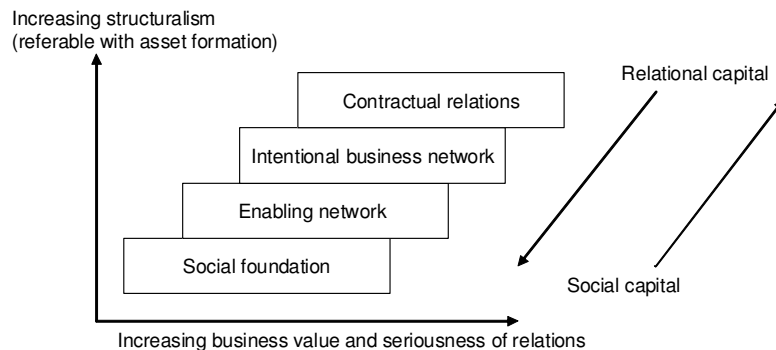 Increasing structuralism
(referable with asset formation)
Relational capital
Contractual relations
Intentional business network
Enabling network
Social foundation
Social capital
Increasing business value and seriousness of relations